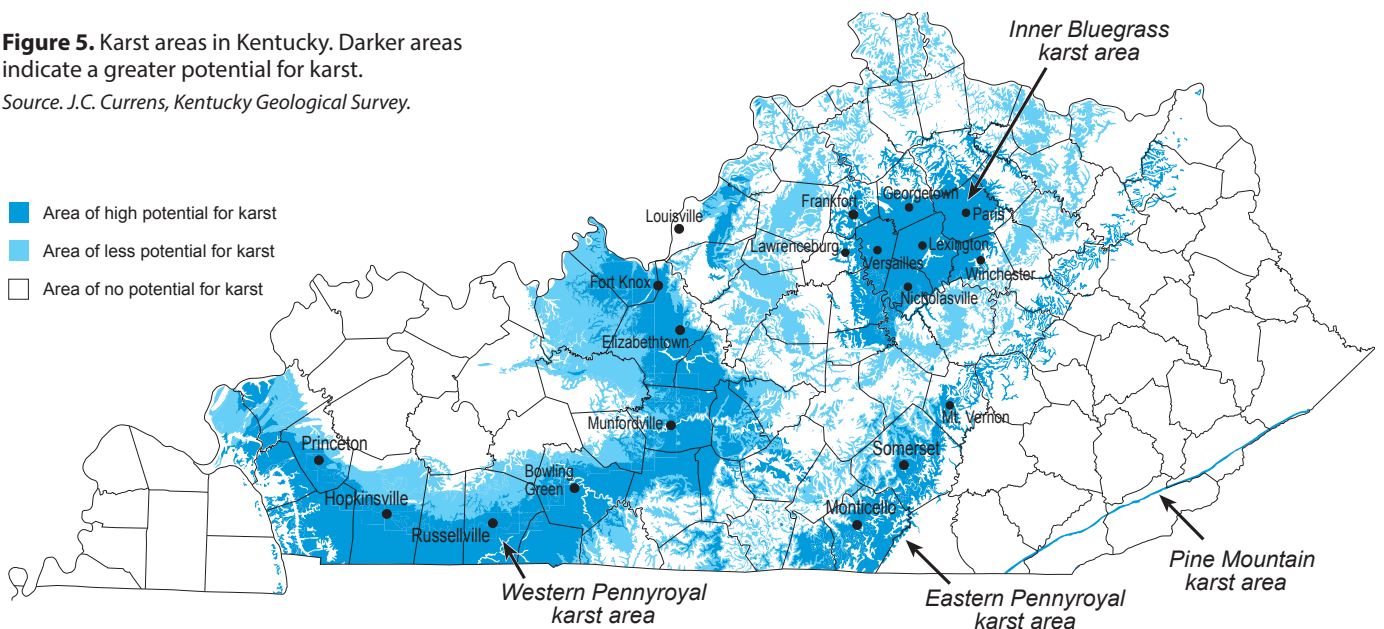 Figure 5. Karst areas in Kentucky. Darker areas
indicate a greater potential for karst.
Source. J.C. Currens, Kentucky Geological Survey.
Area of high potential for karst
Area of less potential for karst
Area of no potential for karst
Inner Bluegrass
karst area
Louisville
Frankfort
Georgetown
Paris
Lawrenceburg
Versailles
Lexington
Winchester
Nicholasville
Fort Knox
Elizabethtown
Munfordville
Mt. Vernon
Princeton
Hopkinsville
Russellville
Bowling
Green
Somerset
Monticello
Western Pennyroyal
karst area
Eastern Pennyroyal
karst area
Pine Mountain
karst area